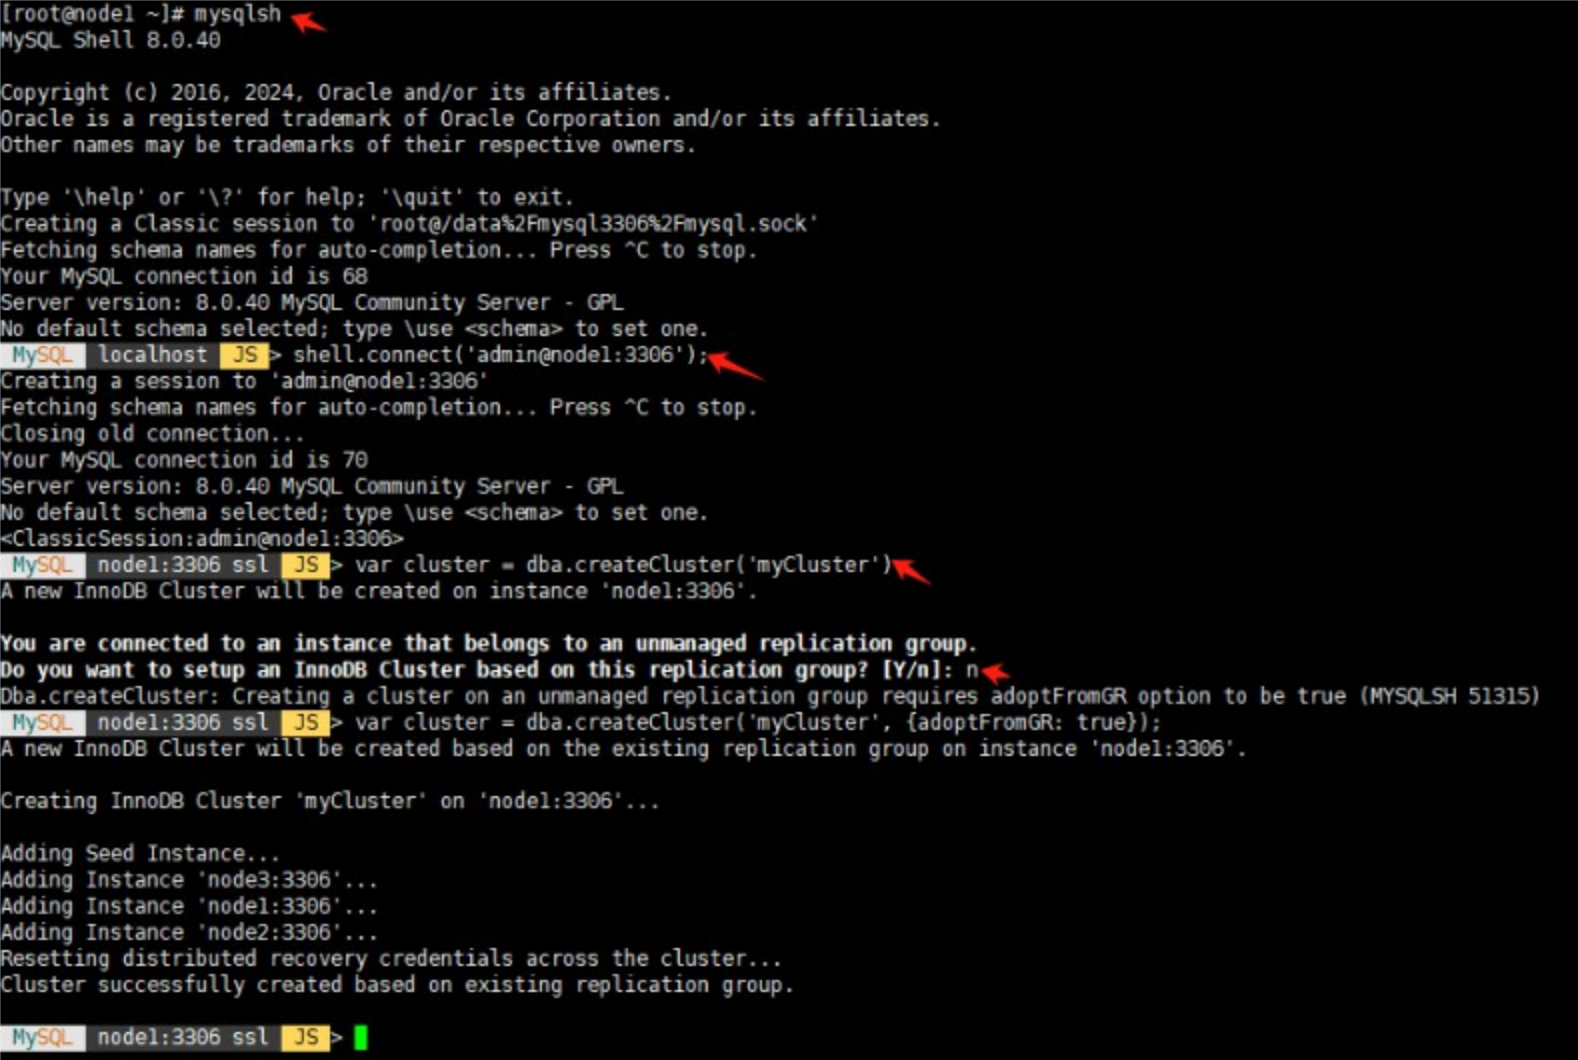 [root@node1 ~]# mysqlsh
MySQL Shell 8.0.40
Copyright (c) 2016, 2024, Oracle and/or its affiliates.
Oracle is a registered trademark of Oracle Corporation and/or its affiliates.
Other names may be trademarks of their respective owners.
Type '\help' or '\?' for help; '\quit' to exit.
Creating a Classic session to 'root@/data%2Fmysql3306%2Fmysql.sock'
Fetching schema names for auto-completion... Press ^C to stop.
Your MySQL connection id is 68
Server version: 8.0.40 MySQL Community Server - GPL
No default schema selected; type \use <schema> to set one.
MySQL localhost JS > shell.connect('admin@node1:3306');
Creating a session to 'admin@node1:3306'
Fetching schema names for auto-completion... Press ^C to stop.
Closing old connection...
Your MySQL connection id is 70
Server version: 8.0.40 MySQL Community Server - GPL
No default schema selected; type \use <schema> to set one.
<ClassicSession:admin@node1:3306>
MySQL node1:3306 ssl JS > var cluster = dba.createCluster('myCluster')
A new InnoDB Cluster will be created on instance 'node1:3306'.
You are connected to an instance that belongs to an unmanaged replication group.
Do you want to setup an InnoDB Cluster based on this replication group? [Y/n]: n
Dba.createCluster: Creating a cluster on an unmanaged replication group requires adoptFromGR option to be true (MYSQLSH 51315)
MySQL node1:3306 ssl JS > var cluster = dba.createCluster('myCluster', {adoptFromGR: true});
A new InnoDB Cluster will be created based on the existing replication group on instance 'node1:3306'.
Creating InnoDB Cluster 'myCluster' on 'node1:3306'...
Adding Seed Instance...
Adding Instance 'node3:3306'...
Adding Instance 'node1:3306'...
Adding Instance 'node2:3306'...
Resetting distributed recovery credentials across the cluster...
Cluster successfully created based on existing replication group.
MySQL node1:3306 ssl JS >